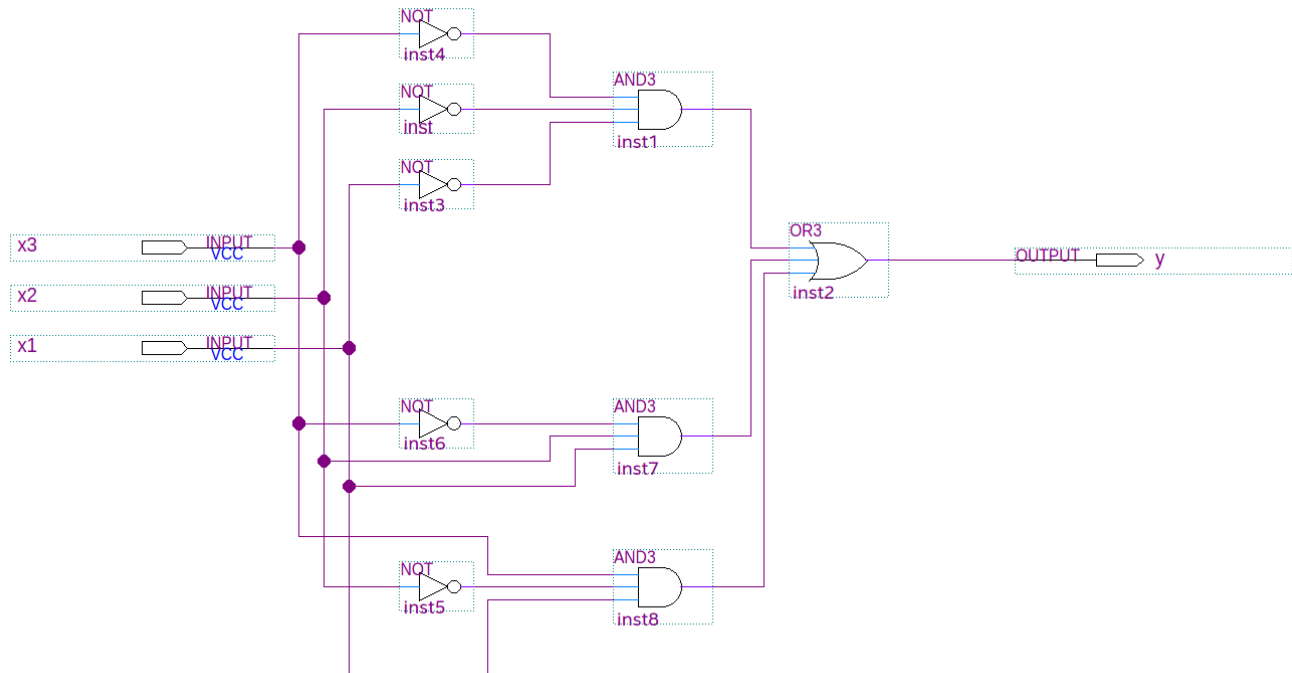 NOT
inst4
NOT
inst
NOT
inst3
AND3
inst1
x3
INPUT
VCC
x2
INPUT
VCC
x1
INPUT
VCC
OR3
inst2
OUTPUT
y
NOT
inst6
AND3
inst7
NOT
inst5
AND3
inst8